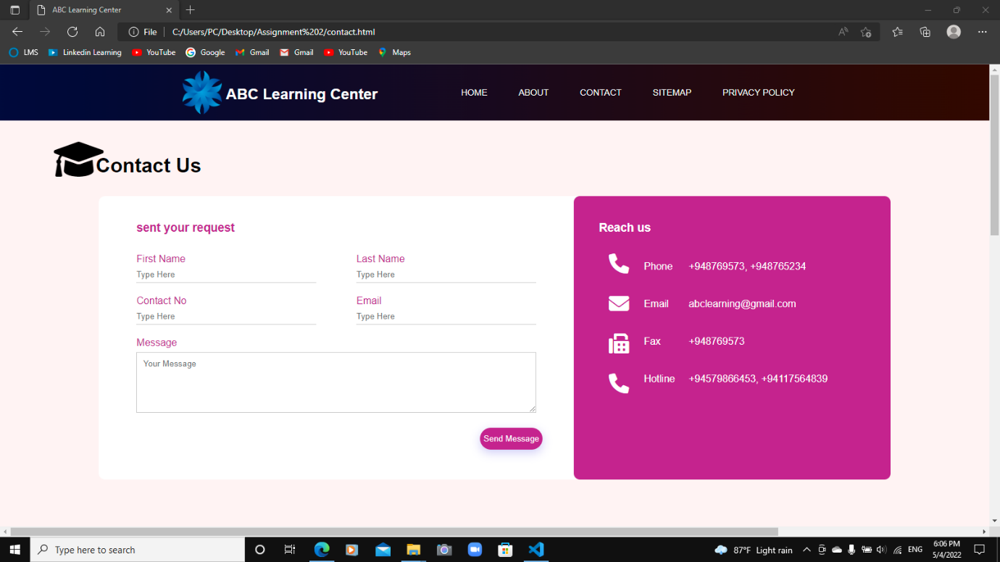 ABC Learning Center
File C:/Users/PC/Desktop/Assignment%202/contact.html
LMS Linkedin Learning YouTube Google Gmail Gmail YouTube Maps
ABC Learning Center HOME ABOUT CONTACT SITEMAP PRIVACY POLICY
Contact Us
sent your request
First Name Last Name
Type Here Type Here
Contact No Email
Type Here Type Here
Message
Your Message
Send Message
Reach us
Phone +948769573, +948765234
Email abclearning@gmail.com
Fax +948769573
Hotline +94579866453, +94117564839
Type here to search
87°F Light rain
ENG
6:06 PM
5/4/2022